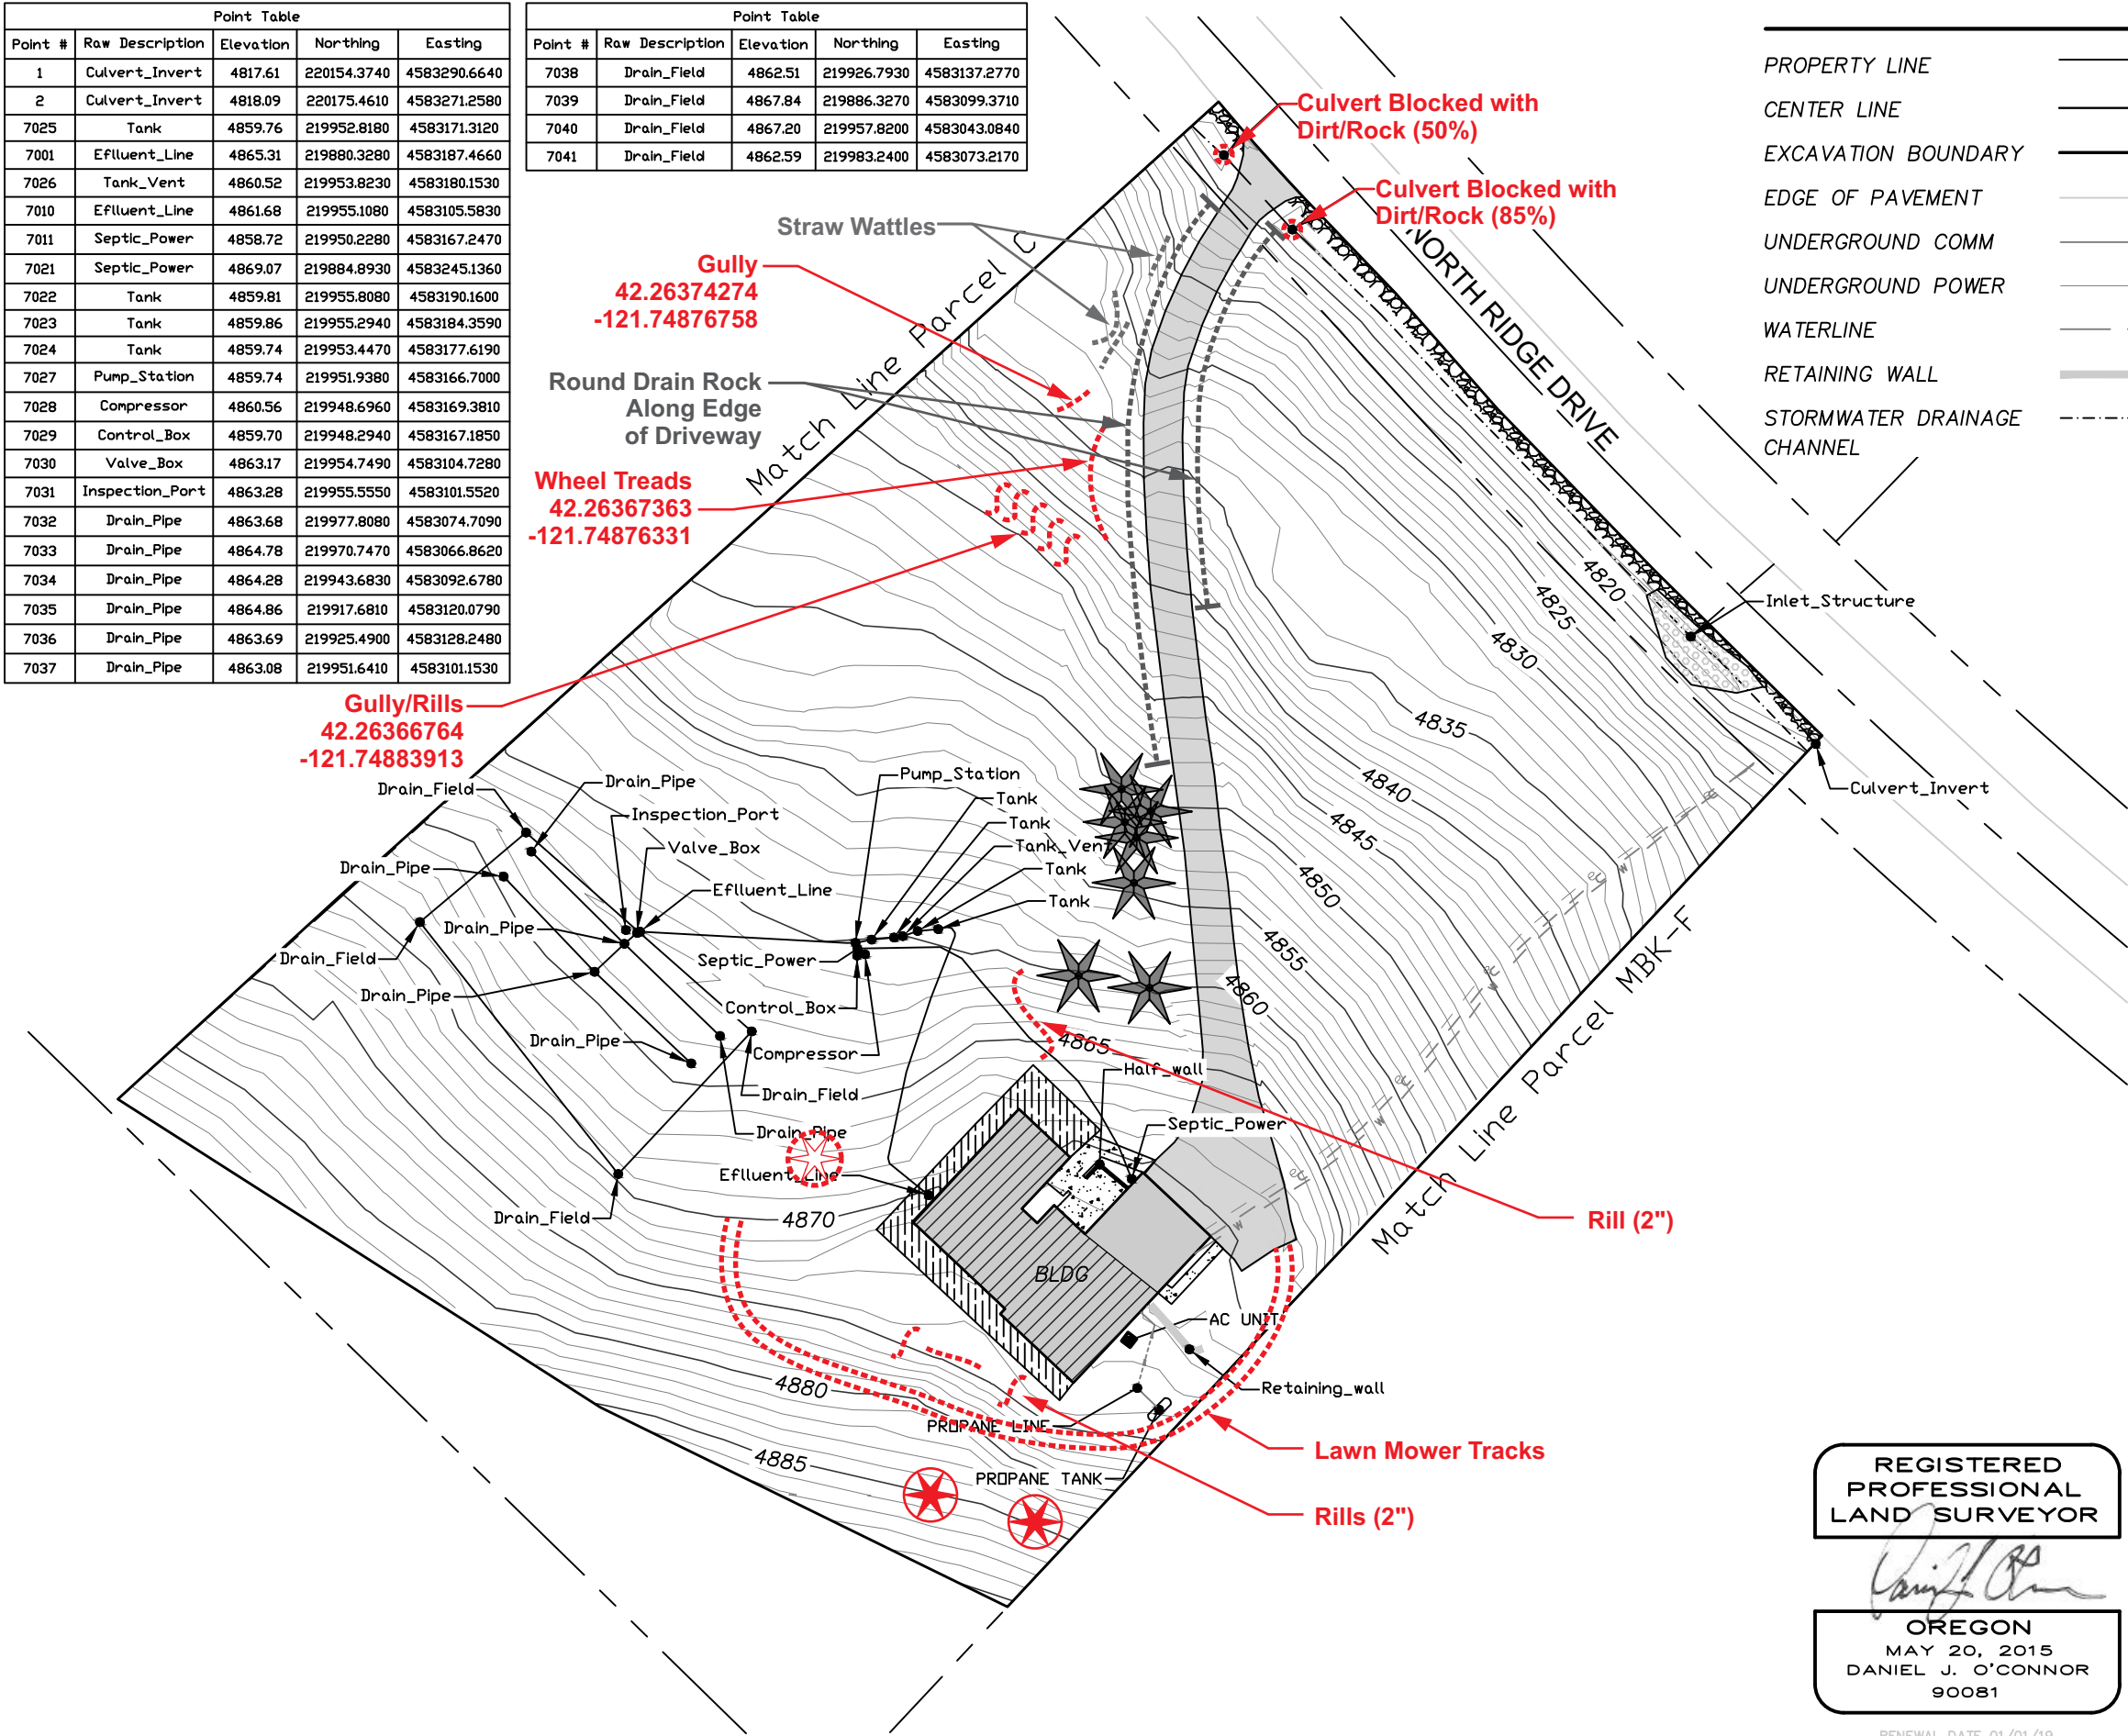 Point Table
Point # Raw Description Elevation Northing Easting
1 Culvert_Invert 4817.61 220154.3740 4583290.6640
2 Culvert_Invert 4818.09 220175.4610 4583271.2580
7025 Tank 4859.76 219952.8180 4583171.3120
7001 Efluent_Line 4865.31 219880.3280 4583187.4660
7026 Tank_Vent 4860.52 219953.8230 4583180.1530
7010 Efluent_Line 4861.68 219955.1080 4583105.5830
7011 Septic_Power 4858.72 219950.2280 4583167.2470
7021 Septic_Power 4869.07 219884.8930 4583245.1360
7022 Tank 4859.81 219955.8080 4583190.1600
7023 Tank 4859.86 219955.2940 4583184.3590
7024 Tank 4859.74 219953.4470 4583177.6190
7027 Pump_Station 4859.74 219951.9380 4583166.7000
7028 Compressor 4860.56 219948.6960 4583169.3810
7029 Control_Box 4859.70 219948.2940 4583167.1850
7030 Valve_Box 4863.17 219954.7490 4583104.7280
7031 Inspection_Port 4863.28 219955.5550 4583101.5520
7032 Drain_Pipe 4863.68 219977.8080 4583074.7090
7033 Drain_Pipe 4864.78 219970.7470 4583066.8620
7034 Drain_Pipe 4864.28 219943.6830 4583092.6780
7035 Drain_Pipe 4864.86 219917.6810 4583120.0790
7036 Drain_Pipe 4863.69 219925.4900 4583128.2480
7037 Drain_Pipe 4863.08 219951.6410 4583101.1530
Point Table
Point # Raw Description Elevation Northing Easting
7038 Drain_Field 4862.51 219926.7930 4583137.2770
7039 Drain_Field 4867.84 219886.3270 4583099.3710
7040 Drain_Field 4867.20 219957.8200 4583043.0840
7041 Drain_Field 4862.59 219983.2400 4583073.2170
PROPERTY LINE
CENTER LINE
EXCAVATION BOUNDARY
EDGE OF PAVEMENT
UNDERGROUND COMM
UNDERGROUND POWER
WATERLINE
RETAINING WALL
STORMWATER DRAINAGE
CHANNEL
Culvert Blocked with
Dirt/Rock (50%)
Culvert Blocked with
Dirt/Rock (85%)
Straw Wattles
Gully
42.26374274
-121.74876758
Round Drain Rock
Along Edge
of Driveway
Wheel Treads
42.26367363
-121.74876331
Gully/Rills
42.26366764
-121.74883913
Match Line Parcel C
NORTH RIDGE DRIVE
4820
4825
4830
4835
4840
4845
4850
4855
4860
4865
4870
4880
4885
Inlet_Structure
Culvert_Invert
Match Line Parcel MBK-F
Drain_Field
Drain_Pipe
Inspection_Port
Valve_Box
Efluent_Line
Drain_Pipe
Drain_Pipe
Drain_Field
Drain_Pipe
Drain_Pipe
Pump_Station
Tank
Tank
Tank_Vent
Tank
Tank
Septic_Power
Control_Box
Compressor
Drain_Field
Drain_Pipe
Efluent_Line
Drain_Field
Half_wall
Septic_Power
BLDG
AC UNIT
Retaining_wall
PROPANE LINE
PROPANE TANK
W
W
W
W
W
W
Rill (2")
Lawn Mower Tracks
Rills (2")
REGISTERED
PROFESSIONAL
LAND SURVEYOR
OREGON
MAY 20, 2015
DANIEL J. O'CONNOR
90081
RENEWAL DATE 01/01/19